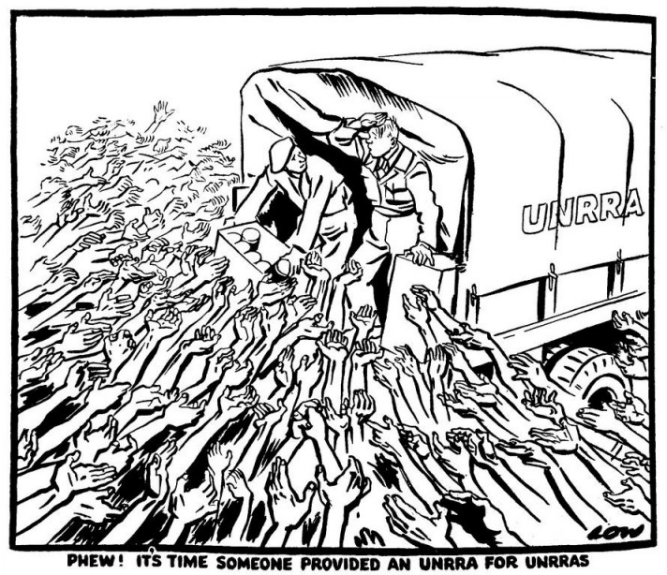 UNRRA
LOW
PHEW! IT'S TIME SOMEONE PROVIDED AN UNRRA FOR UNRRAS